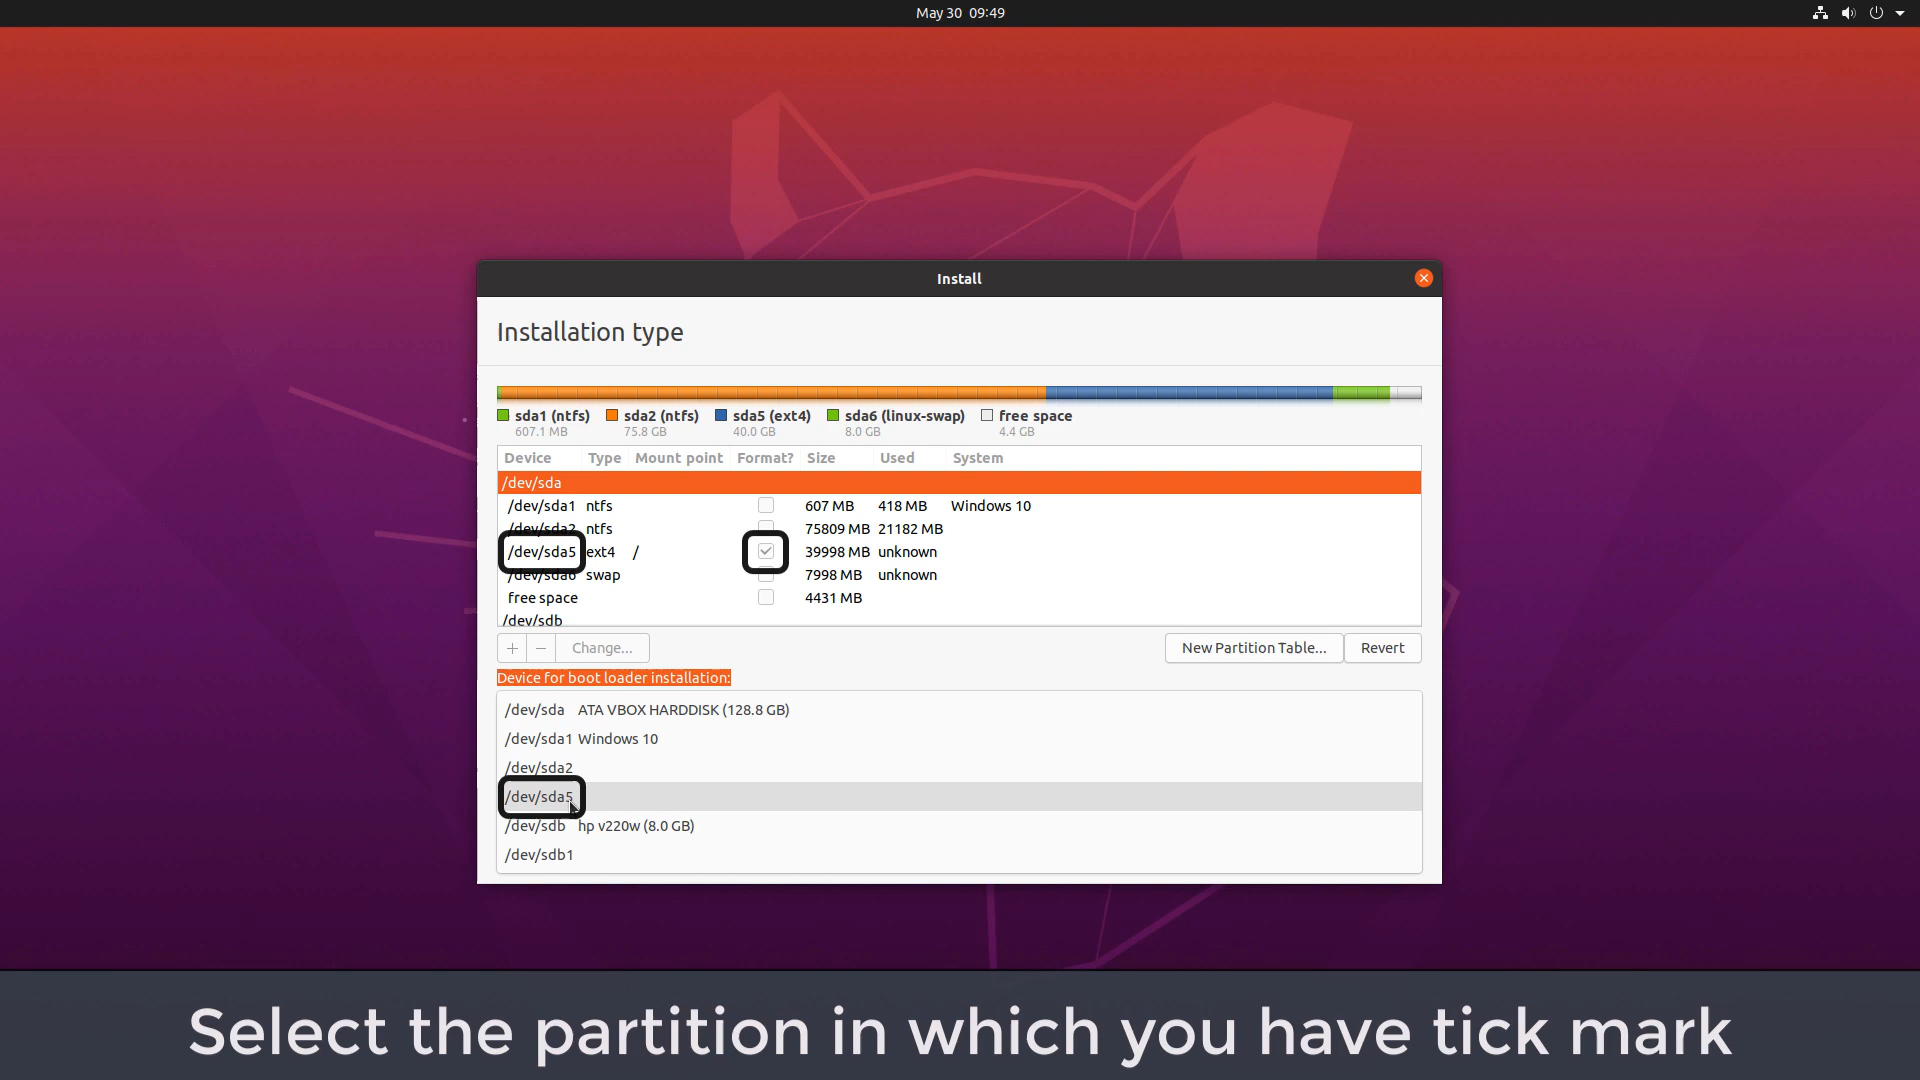 May 30 09:49
Install
Installation type
sda1 (ntfs) sda2 (ntfs) sda5 (ext4) sda6 (linux-swap) free space
607.1 MB 75.8 GB 40.0 GB 8.0 GB 4.4 GB
Device Type Mount point Format? Size Used System
/dev/sda
/dev/sda1 ntfs 607 MB 418 MB Windows 10
/dev/sda2 ntfs 75809 MB 21182 MB
/dev/sda5 ext4 / 39998 MB unknown
/dev/sda6 swap 7998 MB unknown
free space 4431 MB
/dev/sdb
+ − Change... New Partition Table... Revert
Device for boot loader installation:
/dev/sda ATA VBOX HARDDISK (128.8 GB)
/dev/sda1 Windows 10
/dev/sda2
/dev/sda5
/dev/sdb hp v220w (8.0 GB)
/dev/sdb1
Select the partition in which you have tick mark